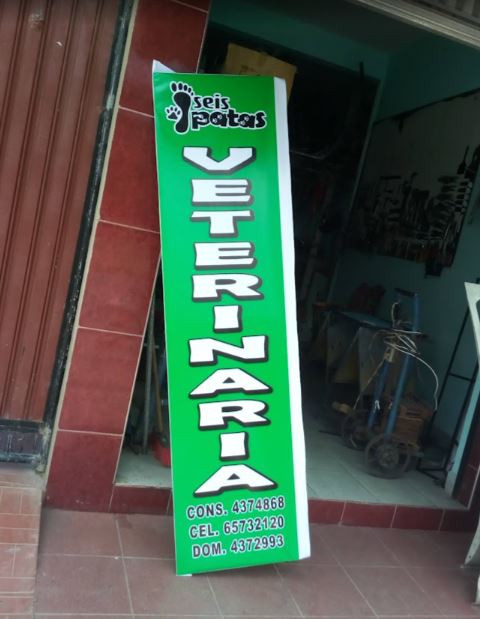 seis
patas
VETERINARIA
CONS. 4374868
CEL. 65732120
DOM. 4372993